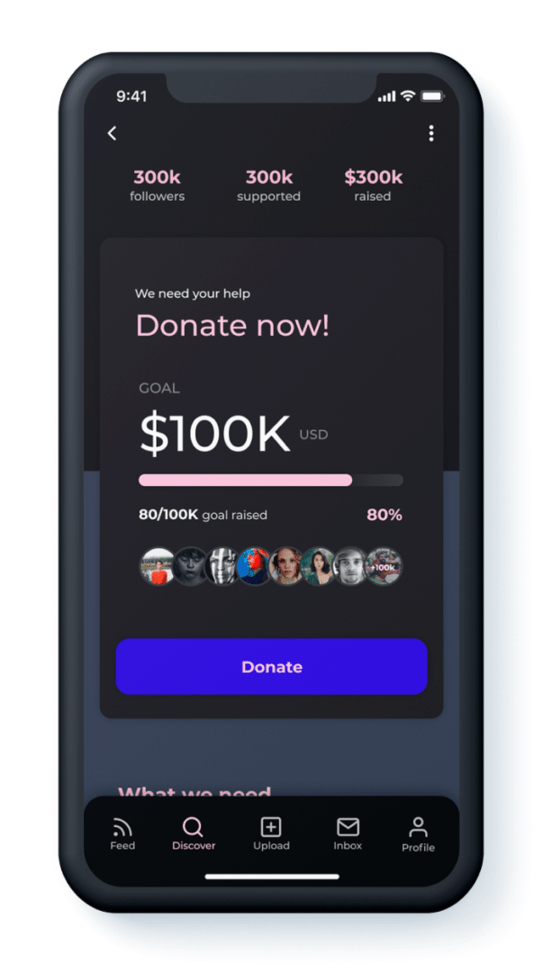 9:41
300k 300k $300k
followers supported raised
We need your help
Donate now!
GOAL
$100K USD
80/100K goal raised 80%
+100k
Donate
What we need
Feed Discover Upload Inbox Profile